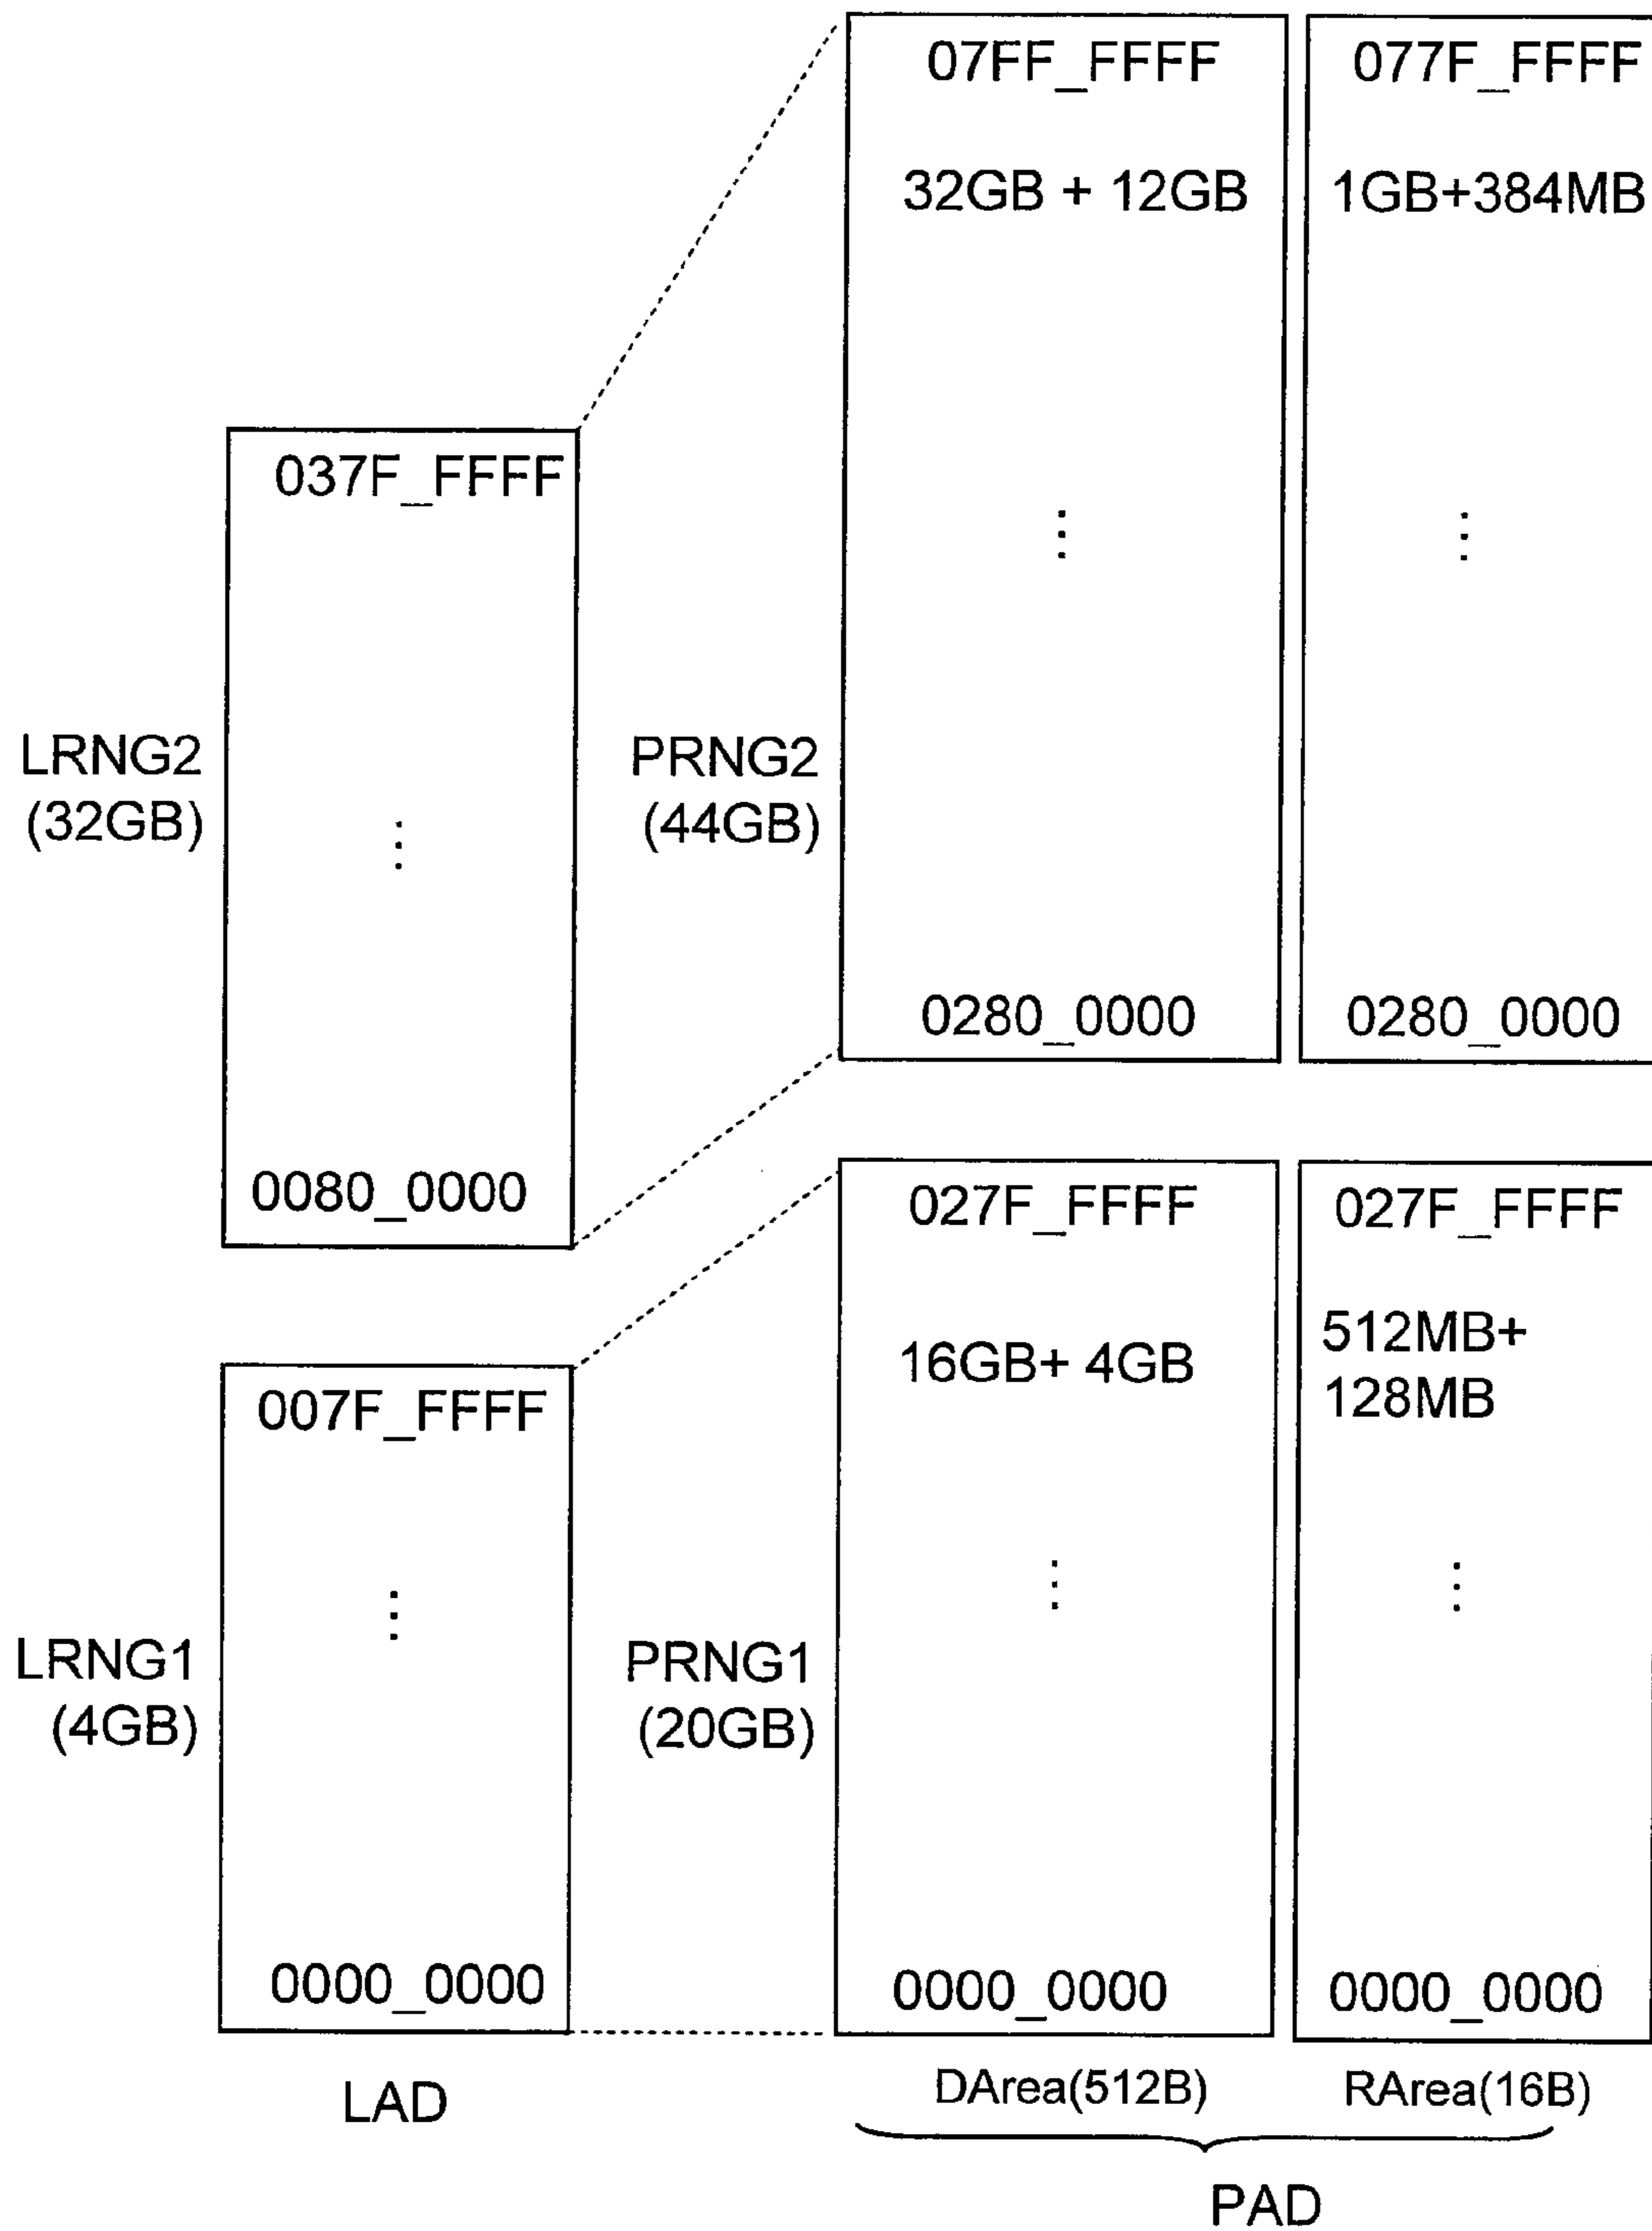 07FF_FFFF
077F_FFFF
32GB + 12GB
1GB+384MB
037F_FFFF
LRNG2
(32GB)
PRNG2
(44GB)
0280_0000
0280_0000
0080_0000
027F_FFFF
027F_FFFF
16GB+ 4GB
512MB+
128MB
007F_FFFF
LRNG1
(4GB)
PRNG1
(20GB)
0000_0000
0000_0000
0000_0000
LAD
DArea(512B)
RArea(16B)
PAD